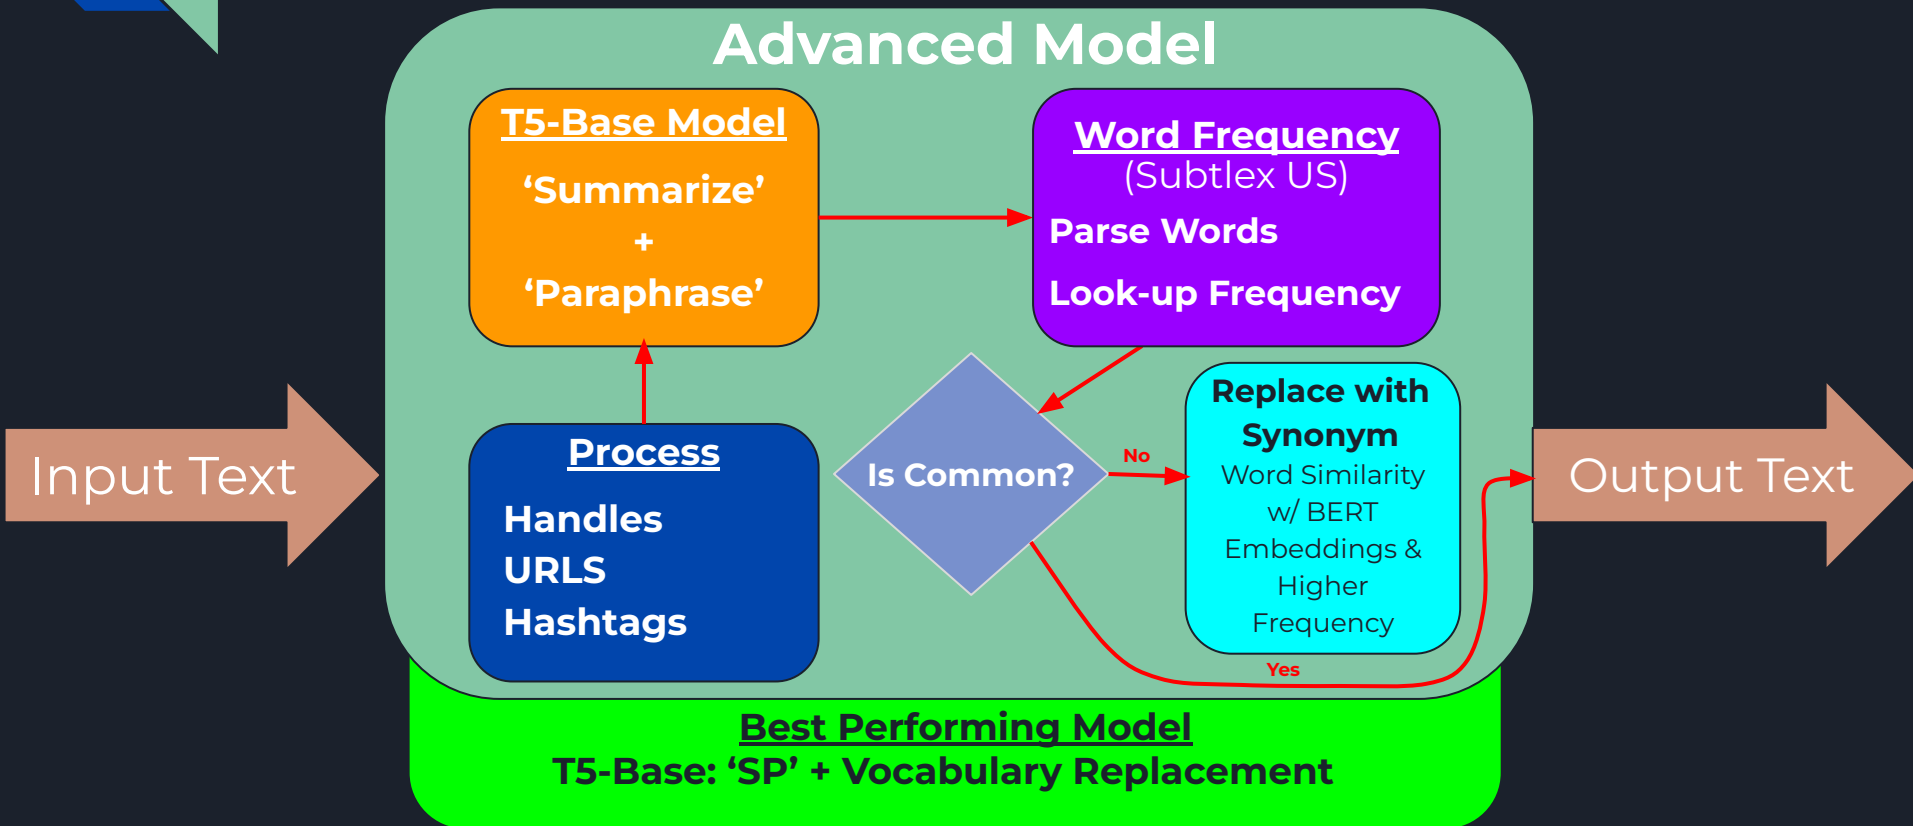 Advanced Model
Input Text
Process
Handles
URLS
Hashtags
T5-Base Model
‘Summarize’
+
‘Paraphrase’
Word Frequency
(Subtlex US)
Parse Words
Look-up Frequency
Is Common?
No
Yes
Replace with
Synonym
Word Similarity
w/ BERT
Embeddings &
Higher
Frequency
Output Text
Best Performing Model
T5-Base: ‘SP’ + Vocabulary Replacement